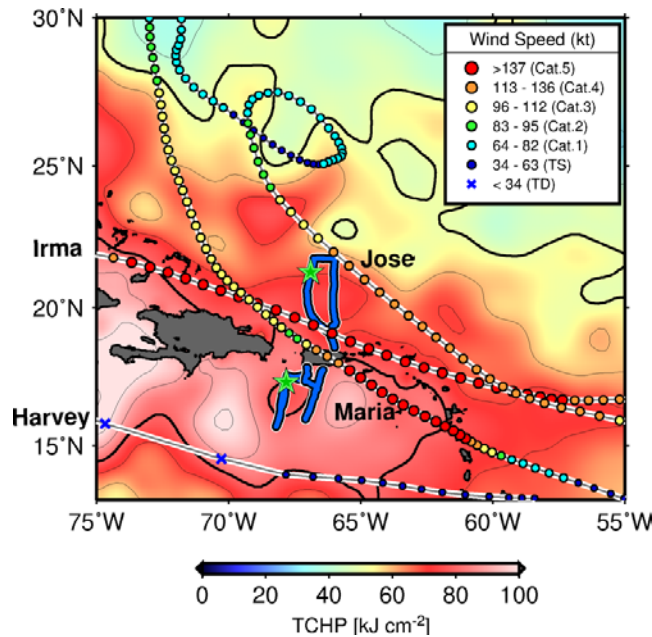 30˚N
25˚N
20˚N
15˚N
Irma
Harvey
Jose
Maria
Wind Speed (kt)
>137 (Cat.5)
113 - 136 (Cat.4)
96 - 112 (Cat.3)
83 - 95 (Cat.2)
64 - 82 (Cat.1)
34 - 63 (TS)
< 34 (TD)
75˚W 70˚W 65˚W 60˚W 55˚W
0 20 40 60 80 100
TCHP [kJ cm⁻²]